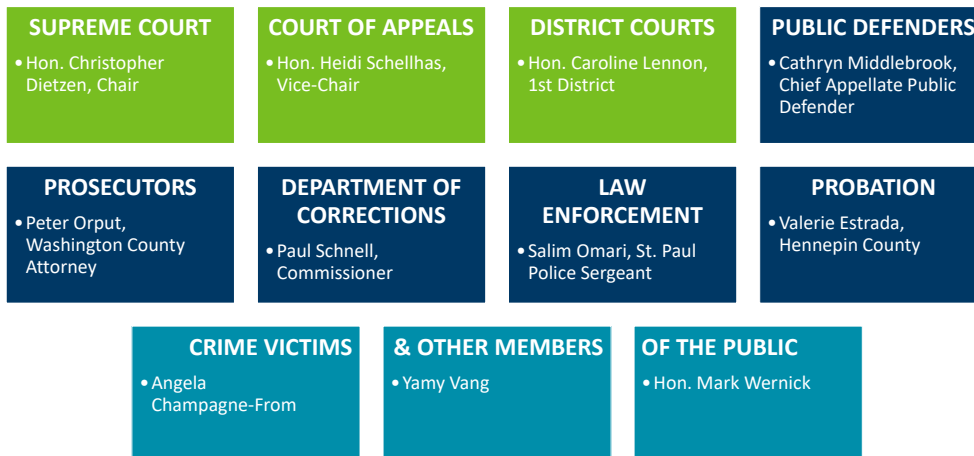 SUPREME COURT
• Hon. Christopher
Dietzen, Chair
COURT OF APPEALS
• Hon. Heidi Schellhas,
Vice-Chair
DISTRICT COURTS
• Hon. Caroline Lennon,
1st District
PUBLIC DEFENDERS
• Cathryn Middlebrook,
Chief Appellate Public
Defender
PROSECUTORS
• Peter Orput,
Washington County
Attorney
DEPARTMENT OF
CORRECTIONS
• Paul Schnell,
Commissioner
LAW
ENFORCEMENT
• Salim Omari, St. Paul
Police Sergeant
PROBATION
• Valerie Estrada,
Hennepin County
CRIME VICTIMS
• Angela
Champagne-From
& OTHER MEMBERS
• Yamy Vang
OF THE PUBLIC
• Hon. Mark Wernick